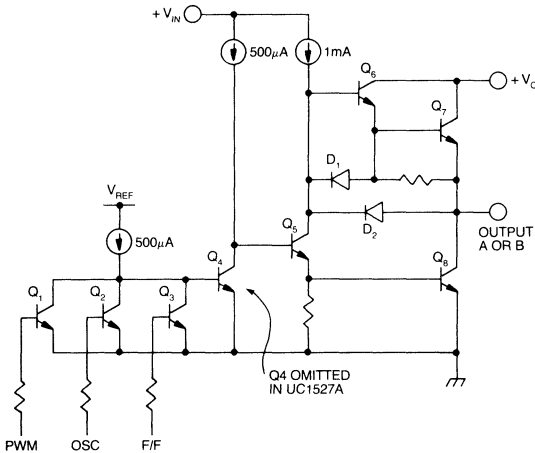 + V_IN
500μA
1mA
Q6
+ V_C
Q7
D1
V_REF
D2
OUTPUT
A OR B
500μA
Q4
Q5
Q8
Q1
Q2
Q3
Q4 OMITTED
IN UC1527A
PWM
OSC
F/F